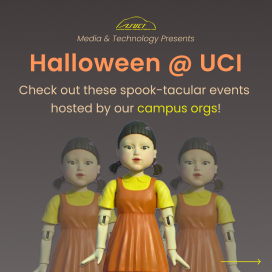 ASUCI
Media & Technology Presents
Halloween @ UCI
Check out these spook-tacular events
hosted by our campus orgs!